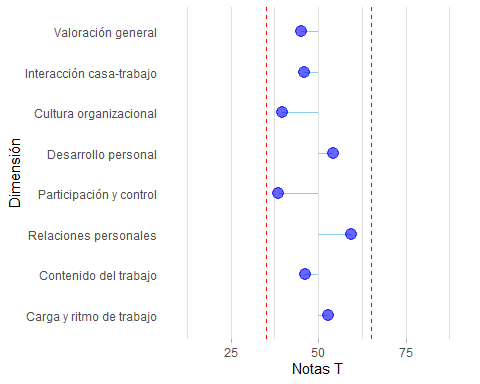 Valoración general
Interacción casa-trabajo
Cultura organizacional
Desarrollo personal
Participación y control
Relaciones personales
Contenido del trabajo
Carga y ritmo de trabajo
Dimensión
25 50 75
Notas T